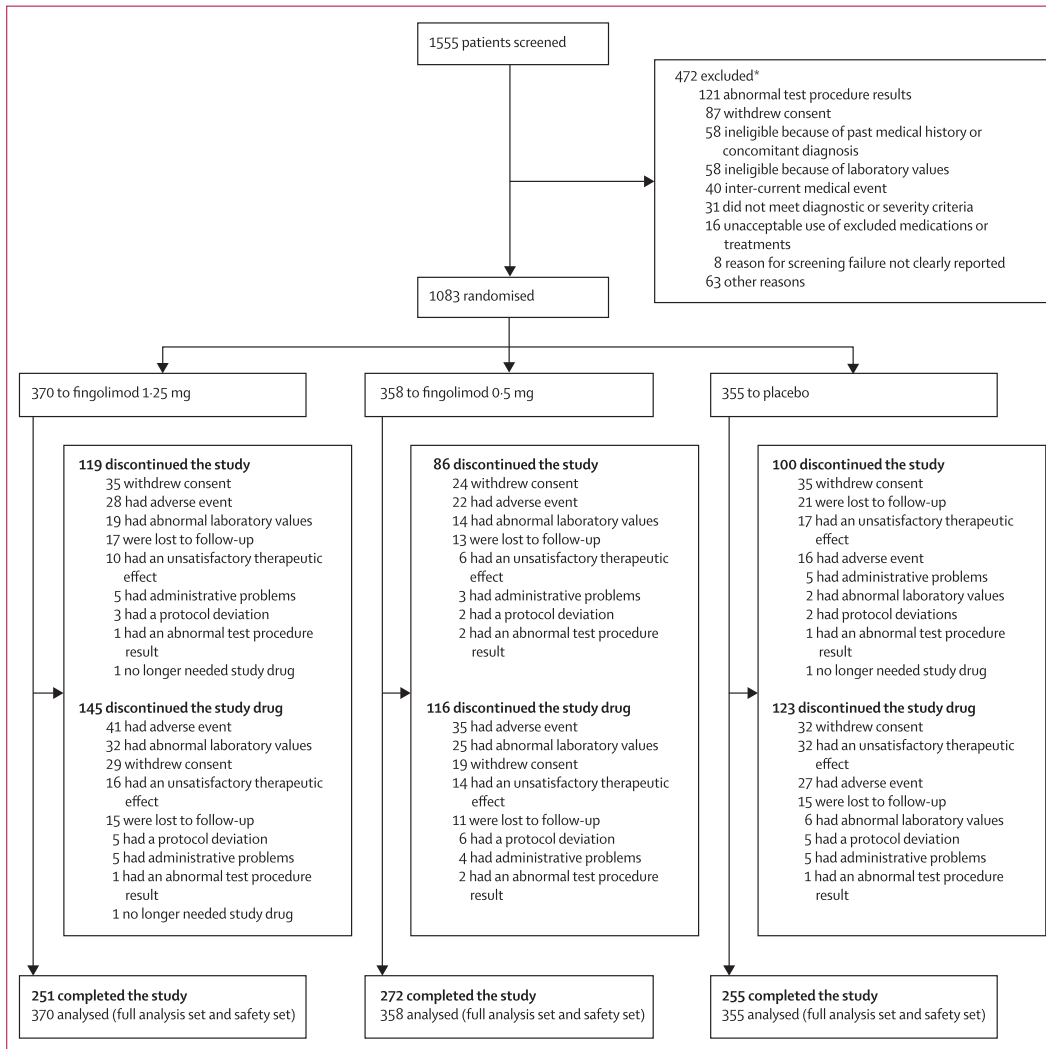 1555 patients screened
472 excluded*
121 abnormal test procedure results
87 withdrew consent
58 ineligible because of past medical history or
concomitant diagnosis
58 ineligible because of laboratory values
40 inter-current medical event
31 did not meet diagnostic or severity criteria
16 unacceptable use of excluded medications or
treatments
8 reason for screening failure not clearly reported
63 other reasons
1083 randomised
370 to fingolimod 1·25 mg
358 to fingolimod 0·5 mg
355 to placebo
119 discontinued the study
35 withdrew consent
28 had adverse event
19 had abnormal laboratory values
17 were lost to follow-up
10 had an unsatisfactory therapeutic
effect
5 had administrative problems
3 had a protocol deviation
1 had an abnormal test procedure
result
1 no longer needed study drug
145 discontinued the study drug
41 had adverse event
32 had abnormal laboratory values
29 withdrew consent
16 had an unsatisfactory therapeutic
effect
15 were lost to follow-up
5 had a protocol deviation
5 had administrative problems
1 had an abnormal test procedure
result
1 no longer needed study drug
86 discontinued the study
24 withdrew consent
22 had adverse event
14 had abnormal laboratory values
13 were lost to follow-up
6 had an unsatisfactory therapeutic
effect
3 had administrative problems
2 had a protocol deviation
2 had an abnormal test procedure
result
116 discontinued the study drug
35 had adverse event
25 had abnormal laboratory values
19 withdrew consent
14 had an unsatisfactory therapeutic
effect
11 were lost to follow-up
6 had a protocol deviation
4 had administrative problems
2 had an abnormal test procedure
result
100 discontinued the study
35 withdrew consent
21 were lost to follow-up
17 had an unsatisfactory therapeutic
effect
16 had adverse event
5 had administrative problems
2 had abnormal laboratory values
2 had protocol deviations
1 had an abnormal test procedure
result
1 no longer needed study drug
123 discontinued the study drug
32 withdrew consent
32 had an unsatisfactory therapeutic
effect
27 had adverse event
15 were lost to follow-up
6 had abnormal laboratory values
5 had a protocol deviation
5 had administrative problems
1 had an abnormal test procedure
result
251 completed the study
370 analysed (full analysis set and safety set)
272 completed the study
358 analysed (full analysis set and safety set)
255 completed the study
355 analysed (full analysis set and safety set)